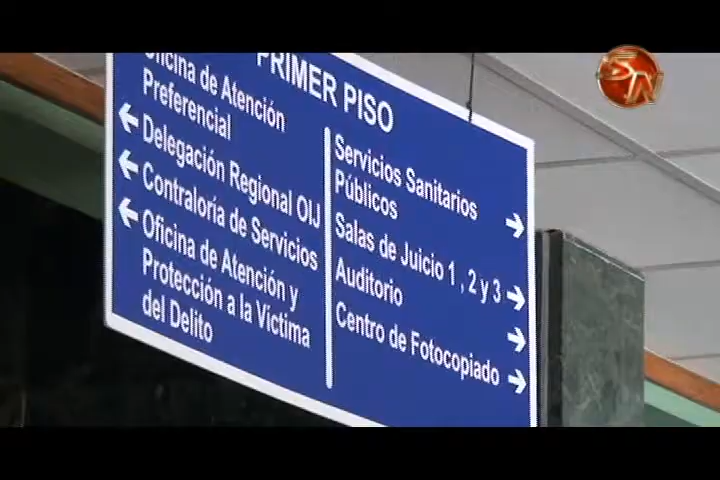 PRIMER PISO
Oficina de Atención
Preferencial
Delegación Regional OIJ
Contraloría de Servicios
Oficina de Atención y
Protección a la Víctima
del Delito
Servicios Sanitarios
Públicos
Salas de Juicio 1, 2 y 3
Auditorio
Centro de Fotocopiado